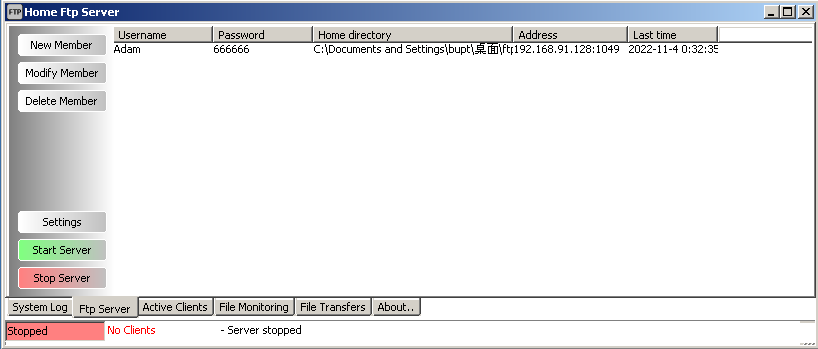 FTP Home Ftp Server
New Member
Modify Member
Delete Member
Settings
Start Server
Stop Server
Username Password Home directory Address Last time
Adam 666666 C:\Documents and Settings\bupt\桌面\ftp 192.168.91.128:1049 2022-11-4 0:32:35
System Log Ftp Server Active Clients File Monitoring File Transfers About..
Stopped No Clients - Server stopped